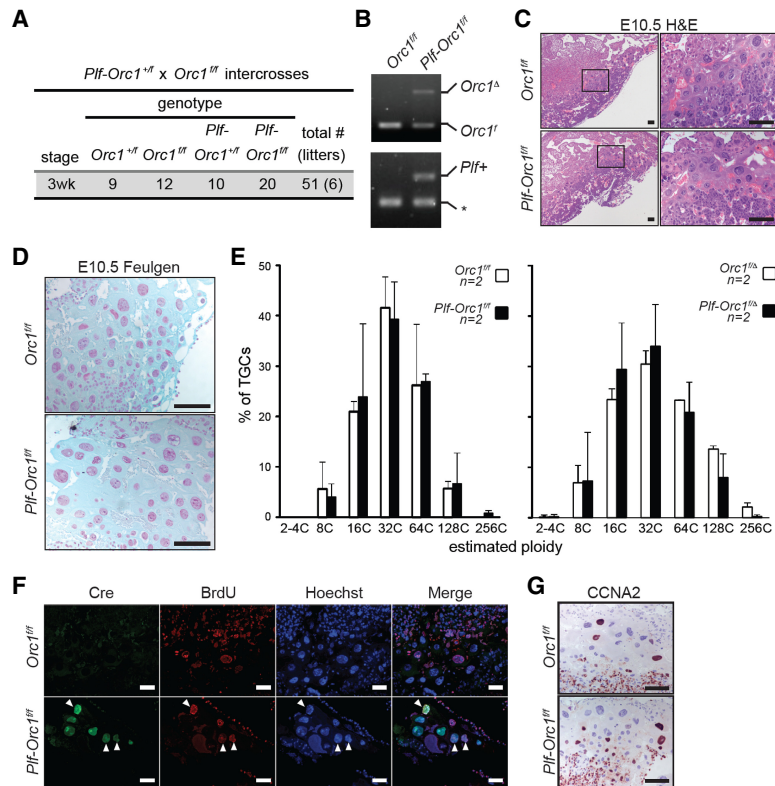 A
Plf-Orc1+/f x Orc1f/f intercrosses
genotype
stage Orc1+/f Orc1f/f Plf-Orc1+/f Plf-Orc1f/f total # (litters)
3wk 9 12 10 20 51 (6)
B
Orc1f/f Plf-Orc1f/f
Orc1Δ
Orc1f
Plf+
*
C
E10.5 H&E
Orc1f/f
Plf-Orc1f/f
D
E10.5 Feulgen
Orc1f/f
Plf-Orc1f/f
E
% of TGCs
50
40
30
20
10
0
Orc1f/f
n=2
Plf-Orc1f/f
n=2
Orc1f/Δ
n=2
Plf-Orc1f/Δ
n=2
2-4C 8C 16C 32C 64C 128C 256C 2-4C 8C 16C 32C 64C 128C 256C
estimated ploidy
F
Cre BrdU Hoechst Merge
Orc1f/f
Plf-Orc1f/f
G
CCNA2
Orc1f/f
Plf-Orc1f/f